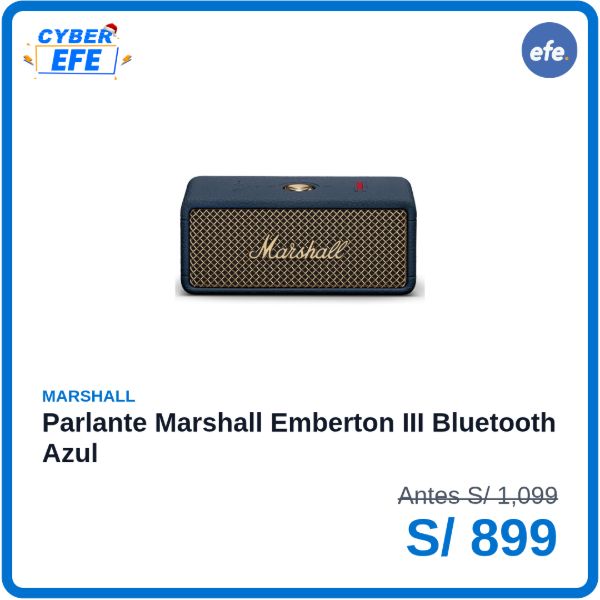 CYBER
EFE
efe.
Marshall
MARSHALL
Parlante Marshall Emberton III Bluetooth
Azul
Antes S/ 1,099
S/ 899